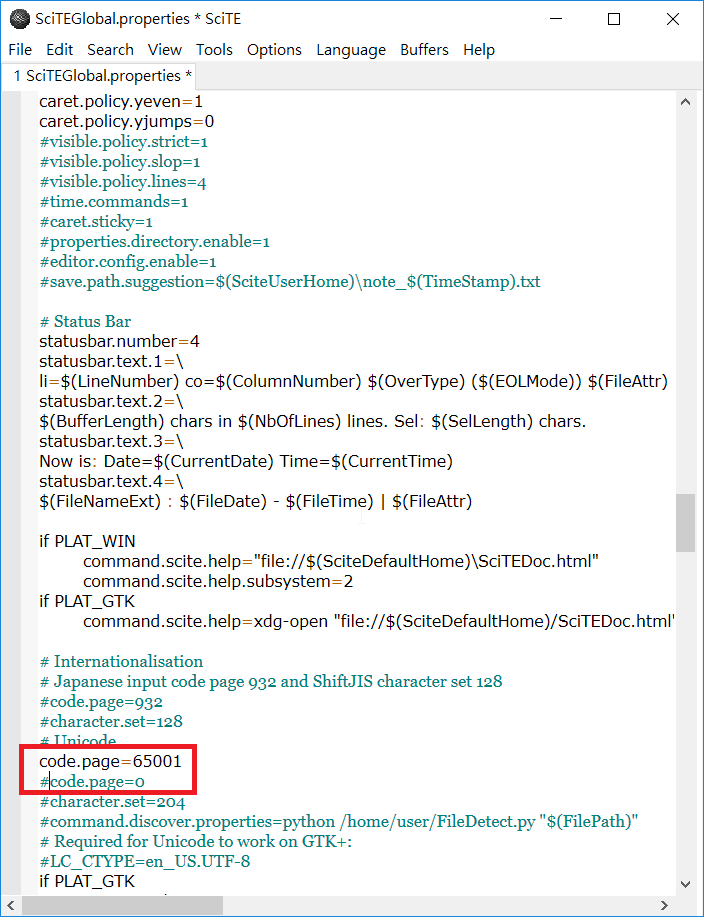 SciTEGlobal.properties * SciTE
File Edit Search View Tools Options Language Buffers Help
1 SciTEGlobal.properties *
caret.policy.yeven=1
caret.policy.yjumps=0
#visible.policy.strict=1
#visible.policy.slop=1
#visible.policy.lines=4
#time.commands=1
#caret.sticky=1
#properties.directory.enable=1
#editor.config.enable=1
#save.path.suggestion=$(SciteUserHome)\note_$(TimeStamp).txt
# Status Bar
statusbar.number=4
statusbar.text.1=\
li=$(LineNumber) co=$(ColumnNumber) $(OverType) ($(EOLMode)) $(FileAttr)
statusbar.text.2=\
$(BufferLength) chars in $(NbOfLines) lines. Sel: $(SelLength) chars.
statusbar.text.3=\
Now is: Date=$(CurrentDate) Time=$(CurrentTime)
statusbar.text.4=\
$(FileNameExt) : $(FileDate) - $(FileTime) | $(FileAttr)
if PLAT_WIN
command.scite.help="file://$(SciteDefaultHome)\SciTEDoc.html"
command.scite.help.subsystem=2
if PLAT_GTK
command.scite.help=xdg-open "file://$(SciteDefaultHome)/SciTEDoc.html"
# Internationalisation
# Japanese input code page 932 and ShiftJIS character set 128
#code.page=932
#character.set=128
# Unicode
code.page=65001
#code.page=0
#character.set=204
#command.discover.properties=python /home/user/FileDetect.py "$(FilePath)"
# Required for Unicode to work on GTK+:
#LC_CTYPE=en_US.UTF-8
if PLAT_GTK